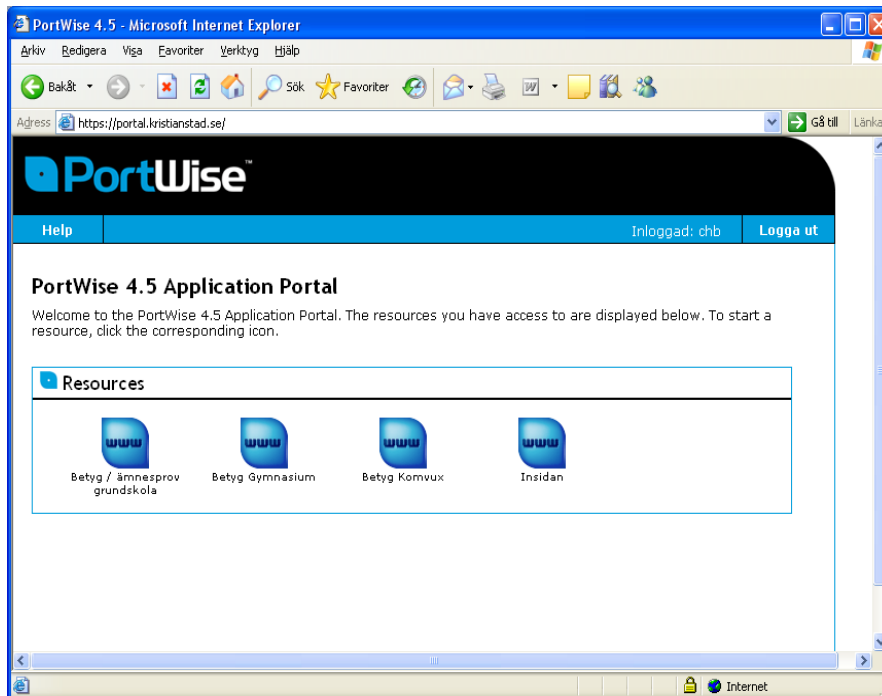 PortWise 4.5 - Microsoft Internet Explorer
Arkiv Redigera Visa Favoriter Verktyg Hjälp
Bakåt Sök Favoriter
Adress https://portal.kristianstad.se/ Gå till Länka
PortWise™
Help Inloggad: chb Logga ut
PortWise 4.5 Application Portal
Welcome to the PortWise 4.5 Application Portal. The resources you have access to are displayed below. To start a
resource, click the corresponding icon.
Resources
www www www www
Betyg / ämnesprov Betyg Gymnasium Betyg Komvux Insidan
grundskola
Internet